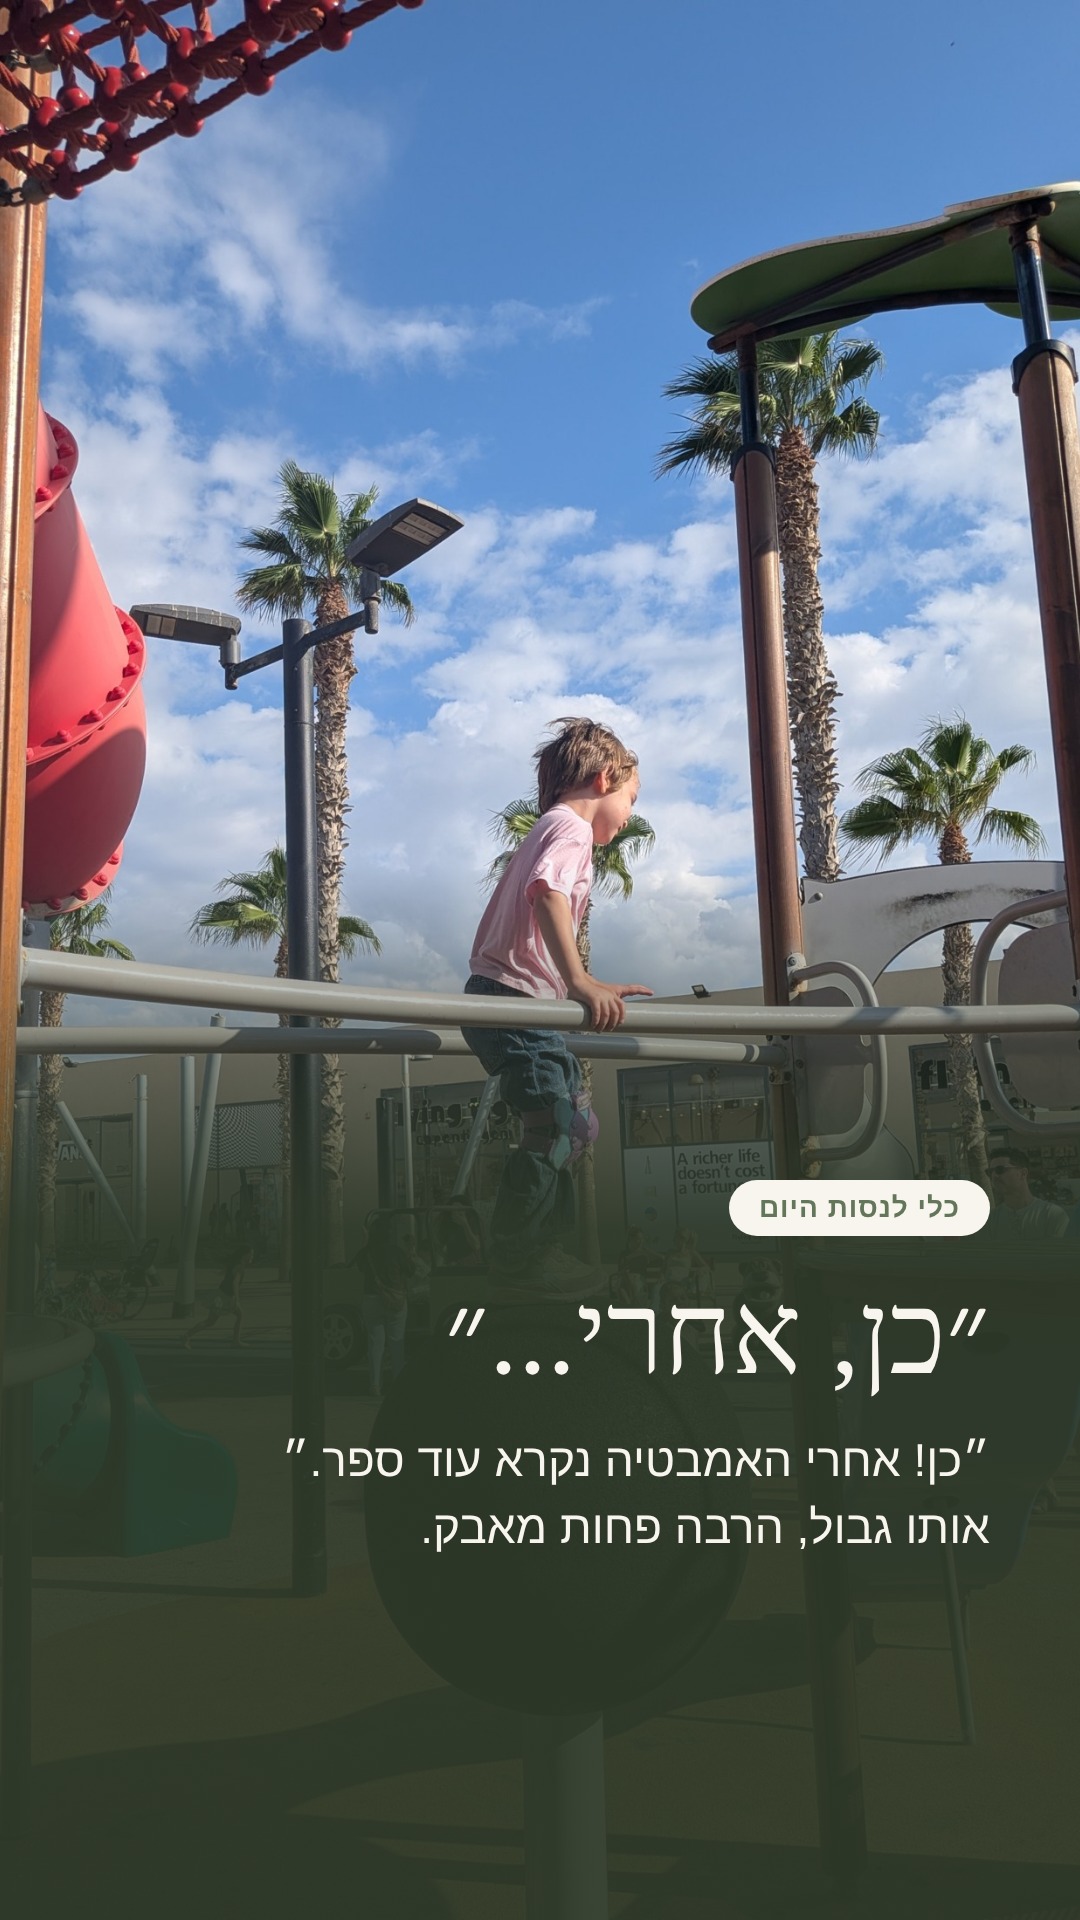 A richer life
doesn't cost
a fortun
כלי לנסות היום
״כן, אחרי...״
״כן! אחרי האמבטיה נקרא עוד ספר.״
אותו גבול, הרבה פחות מאבק.